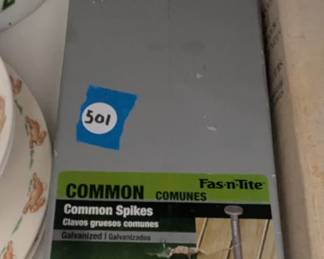 501
Fas-n-Tite
COMMON COMUNES
Common Spikes
Clavos gruesos comunes
Galvanized | Galvanizados